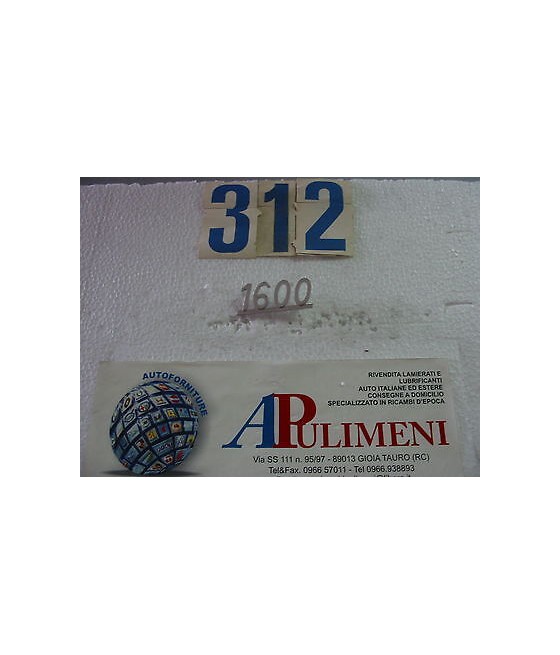 312
1600
AUTOFORNITURE
RIVENDITA LAMIERATI E
LUBRIFICANTI
AUTO ITALIANE ED ESTERE
CONSEGNE A DOMICILIO
SPECIALIZZATO IN RICAMBI D'EPOCA
APULIMENI
Via SS 111 n. 95/97 - 89013 GIOIA TAURO (RC)
Tel&Fax. 0966 57011 - Tel 0966.938893